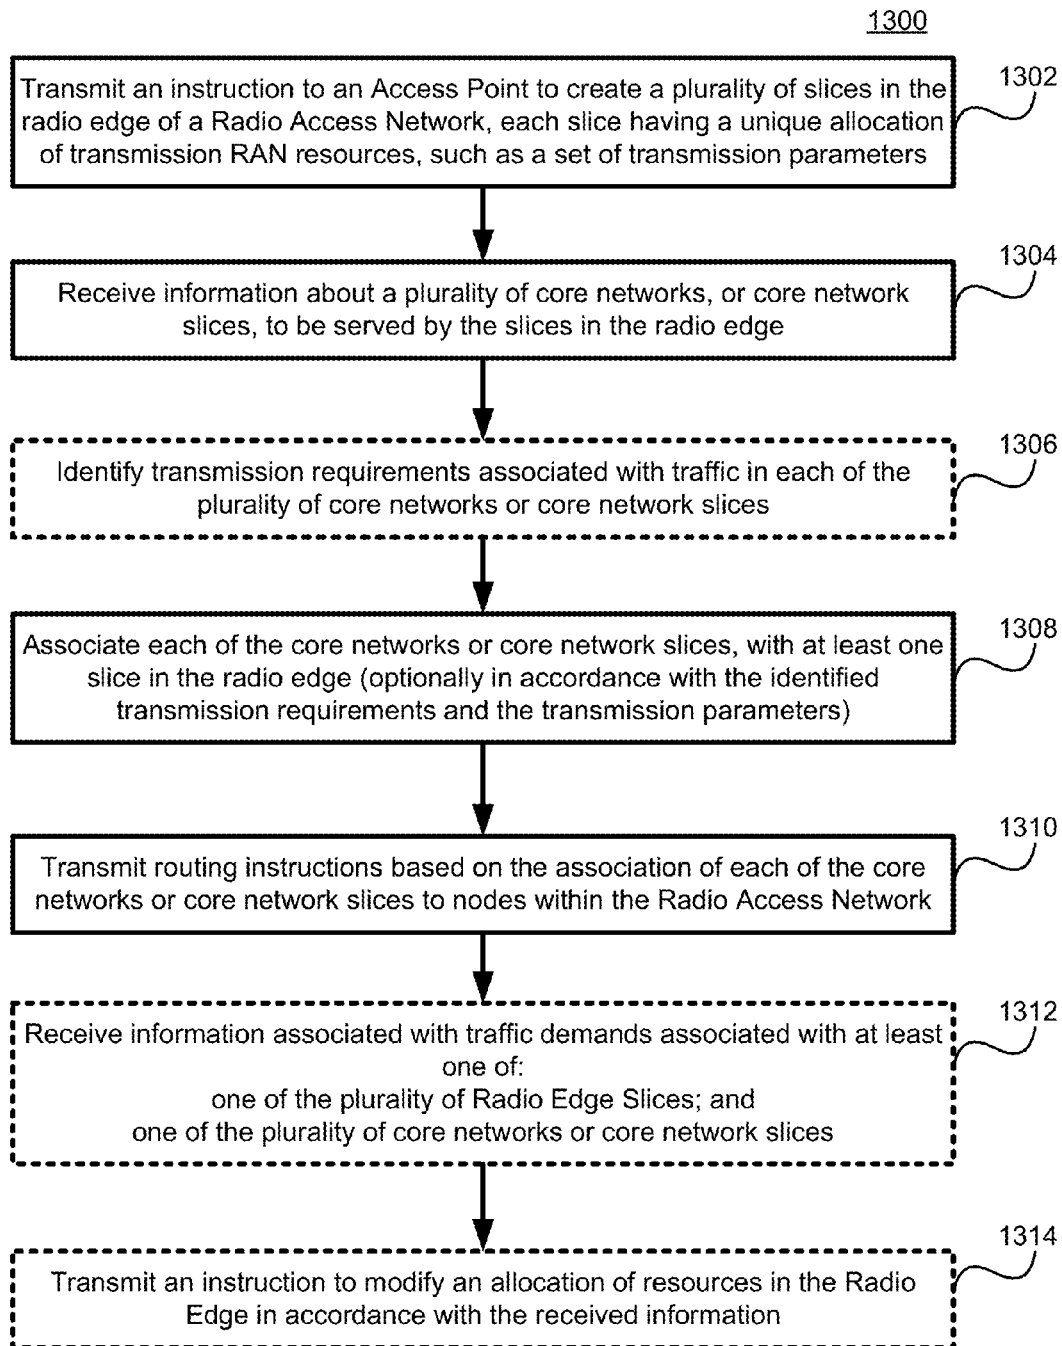 1300
Transmit an instruction to an Access Point to create a plurality of slices in the
radio edge of a Radio Access Network, each slice having a unique allocation
of transmission RAN resources, such as a set of transmission parameters
1302
Receive information about a plurality of core networks, or core network
slices, to be served by the slices in the radio edge
1304
Identify transmission requirements associated with traffic in each of the
plurality of core networks or core network slices
1306
Associate each of the core networks or core network slices, with at least one
slice in the radio edge (optionally in accordance with the identified
transmission requirements and the transmission parameters)
1308
Transmit routing instructions based on the association of each of the core
networks or core network slices to nodes within the Radio Access Network
1310
Receive information associated with traffic demands associated with at least
one of:
one of the plurality of Radio Edge Slices; and
one of the plurality of core networks or core network slices
1312
Transmit an instruction to modify an allocation of resources in the Radio
Edge in accordance with the received information
1314